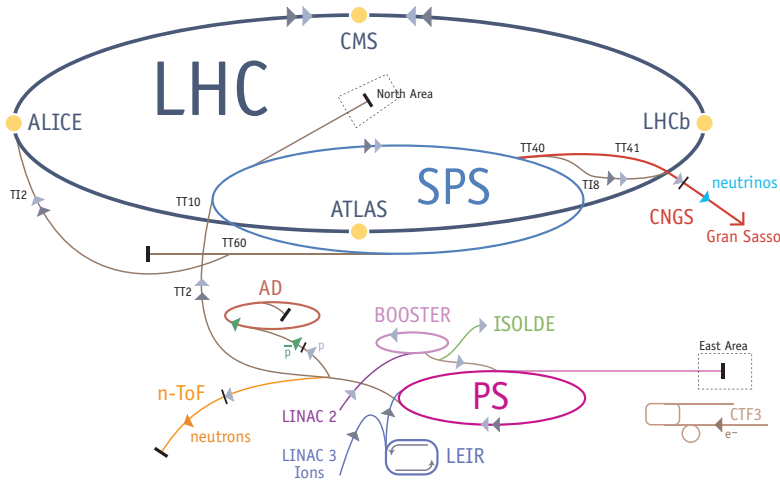 CMS
LHC
North Area
ALICE
LHCb
TT40
TT41
TI8
neutrinos
SPS
TI2
TT10
ATLAS
CNGS
Gran Sasso
TT60
TT2
AD
BOOSTER
ISOLDE
p
p
East Area
n-ToF
PS
LINAC 2
neutrons
CTF3
e⁻
LINAC 3
Ions
LEIR